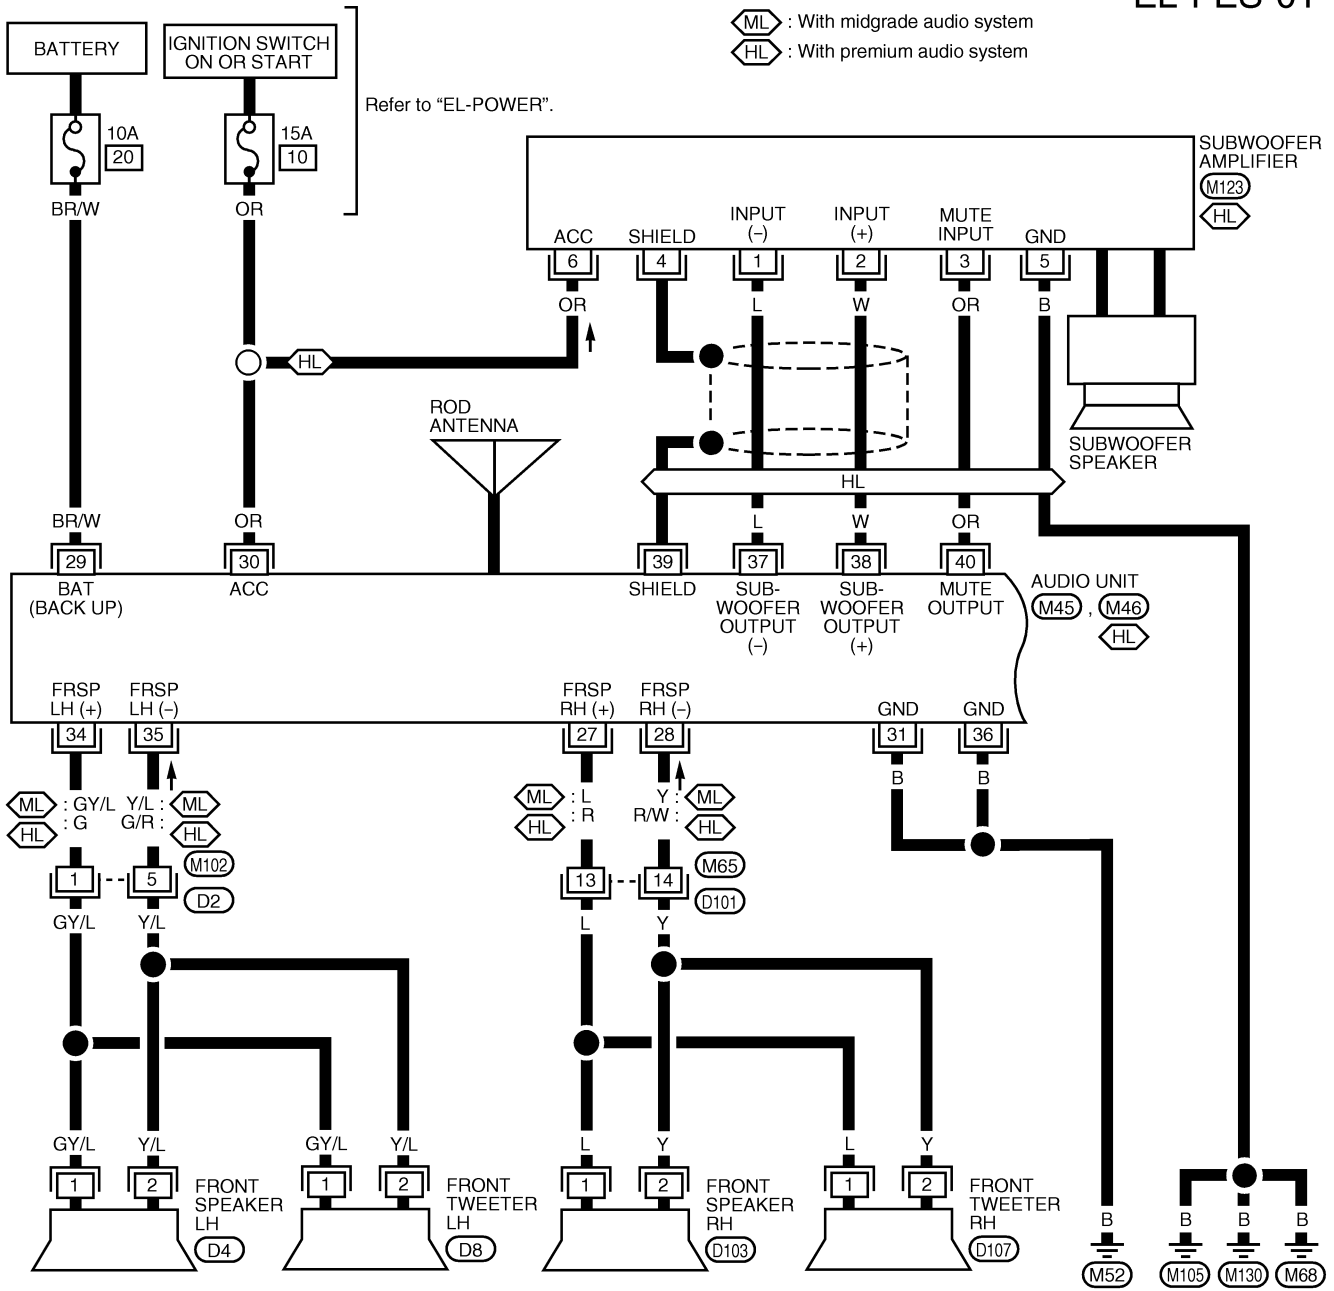 ML : With midgrade audio system
HL : With premium audio system
BATTERY
IGNITION SWITCH
ON OR START
Refer to “EL-POWER”.
10A
20
15A
10
BR/W
OR
SUBWOOFER
AMPLIFIER
M123
HL
ACC
SHIELD
INPUT
(–)
INPUT
(+)
MUTE
INPUT
GND
6
4
1
2
3
5
OR
L
W
OR
B
HL
ROD
ANTENNA
SUBWOOFER
SPEAKER
HL
BR/W
OR
L
W
OR
29
30
39
37
38
40
BAT
(BACK UP)
ACC
SHIELD
SUB-
WOOFER
OUTPUT
(–)
SUB-
WOOFER
OUTPUT
(+)
MUTE
OUTPUT
AUDIO UNIT
M45 , M46
HL
FRSP
LH (+)
FRSP
LH (–)
FRSP
RH (+)
FRSP
RH (–)
GND
GND
34
35
27
28
31
36
B
B
ML : GY/L
HL : G
Y/L : ML
G/R : HL
ML : L
HL : R
Y : ML
R/W : HL
M102
D2
M65
D101
1
5
13
14
GY/L
Y/L
L
Y
GY/L
Y/L
GY/L
Y/L
L
Y
L
Y
1
2
1
2
1
2
1
2
FRONT
SPEAKER
LH
D4
FRONT
TWEETER
LH
D8
FRONT
SPEAKER
RH
D103
FRONT
TWEETER
RH
D107
B
B
B
B
M52
M105
M130
M68